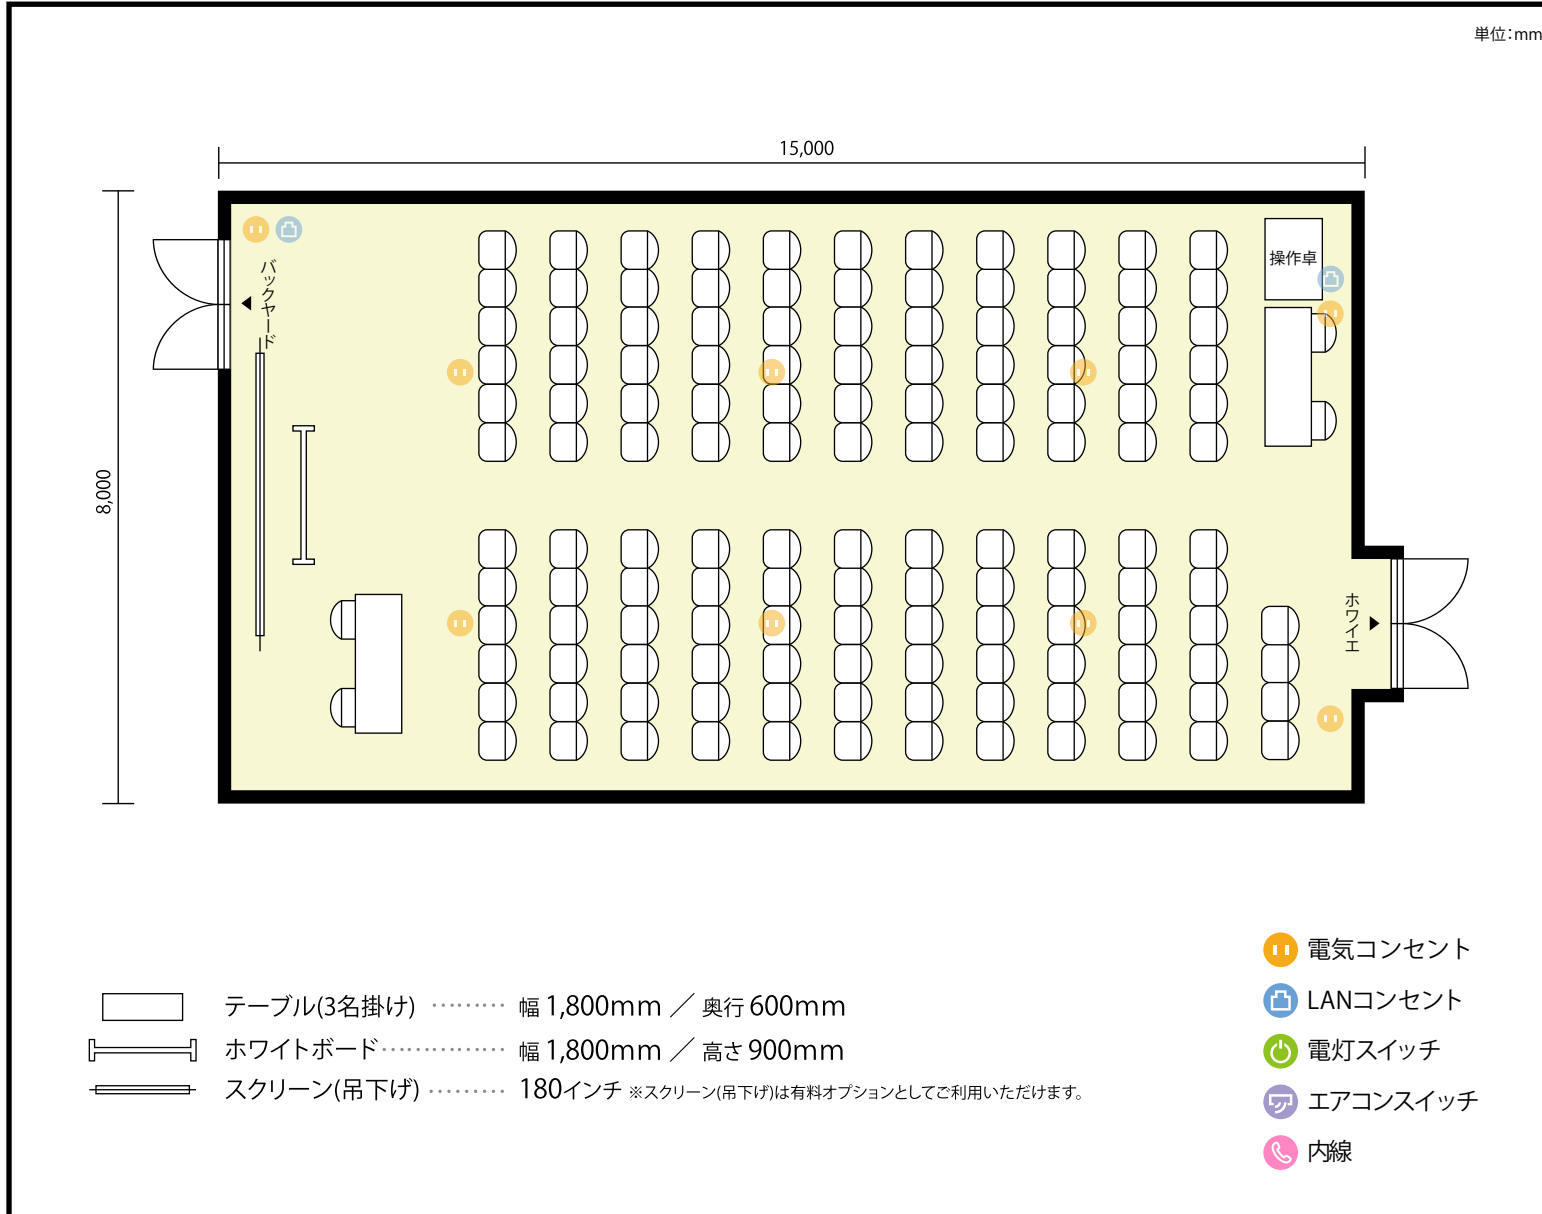 単位：mm
15,000
8,000
バックヤード
操作卓
ホワイエ
テーブル(3名掛け) ········· 幅 1,800mm ／ 奥行 600mm
ホワイトボード ··············· 幅 1,800mm ／ 高さ 900mm
スクリーン(吊下げ) ········· 180インチ ※スクリーン(吊下げ)は有料オプションとしてご利用いただけます。
電気コンセント
LANコンセント
電灯スイッチ
エアコンスイッチ
内線